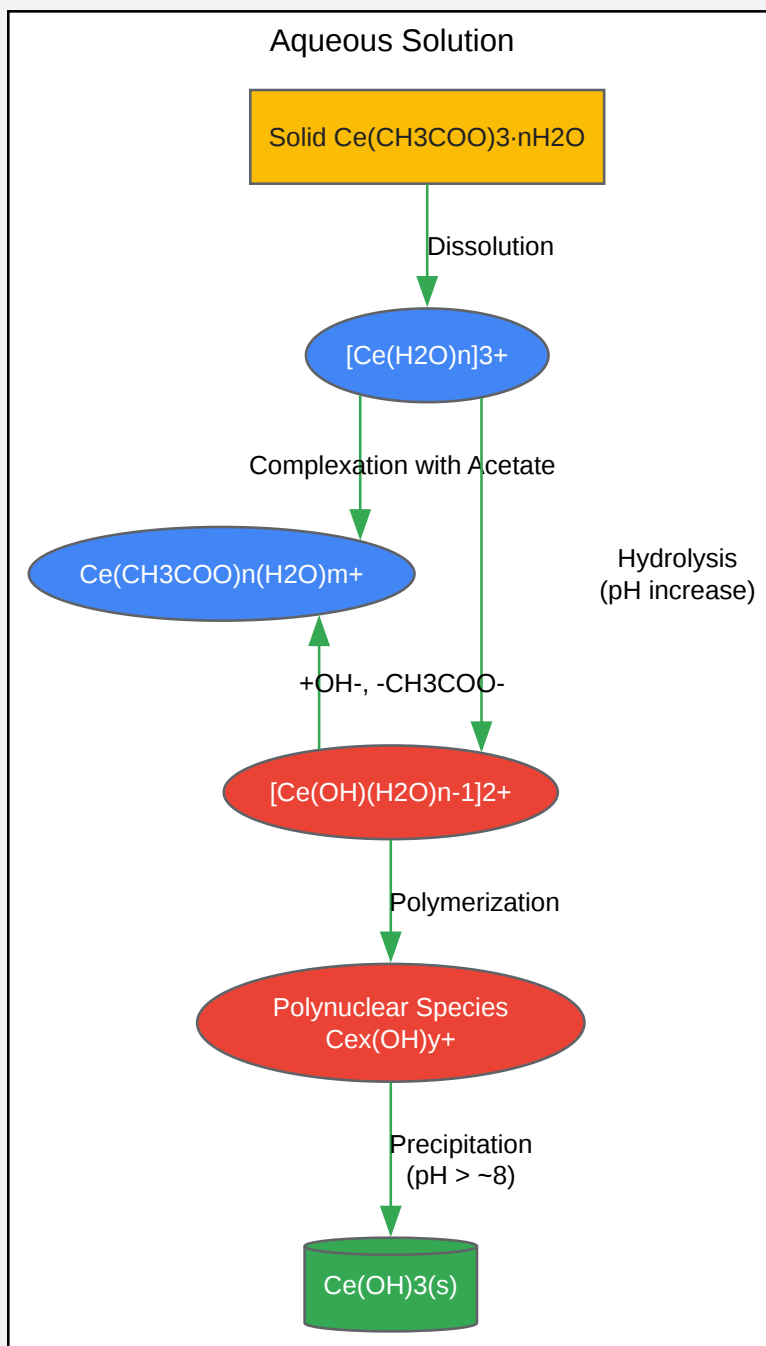 Aqueous Solution
Solid Ce(CH3COO)3·nH2O
Dissolution
[Ce(H2O)n]3+
Complexation with Acetate
Hydrolysis
(pH increase)
Ce(CH3COO)n(H2O)m+
+OH-, -CH3COO-
[Ce(OH)(H2O)n-1]2+
Polymerization
Polynuclear Species
Cex(OH)y+
Precipitation
(pH > ~8)
Ce(OH)3(s)